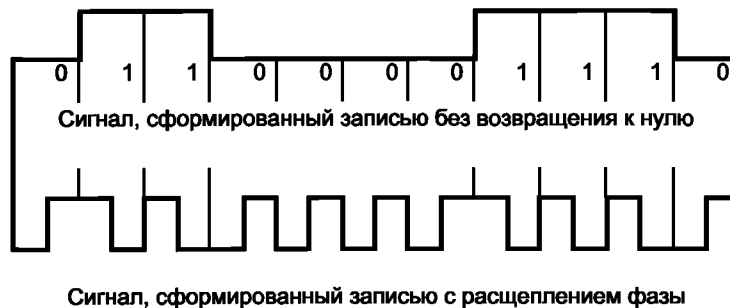 0 1 1 0 0 0 0 1 1 1 0
Сигнал, сформированный записью без возвращения к нулю
Сигнал, сформированный записью с расщеплением фазы